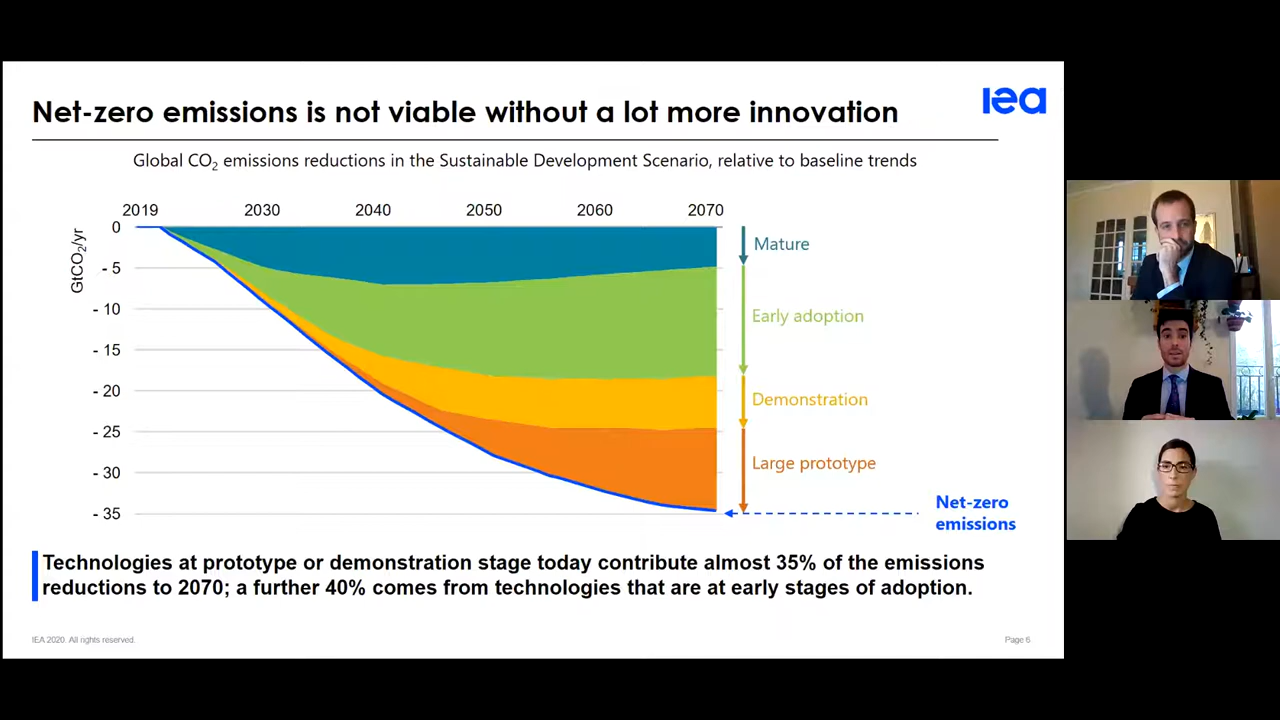 Net-zero emissions is not viable without a lot more innovation
iea
Global CO₂ emissions reductions in the Sustainable Development Scenario, relative to baseline trends
2019 2030 2040 2050 2060 2070
GtCO₂/yr
0
- 5
- 10
- 15
- 20
- 25
- 30
- 35
Mature
Early adoption
Demonstration
Large prototype
Net-zero
emissions
Technologies at prototype or demonstration stage today contribute almost 35% of the emissions
reductions to 2070; a further 40% comes from technologies that are at early stages of adoption.
IEA 2020. All rights reserved.
Page 6